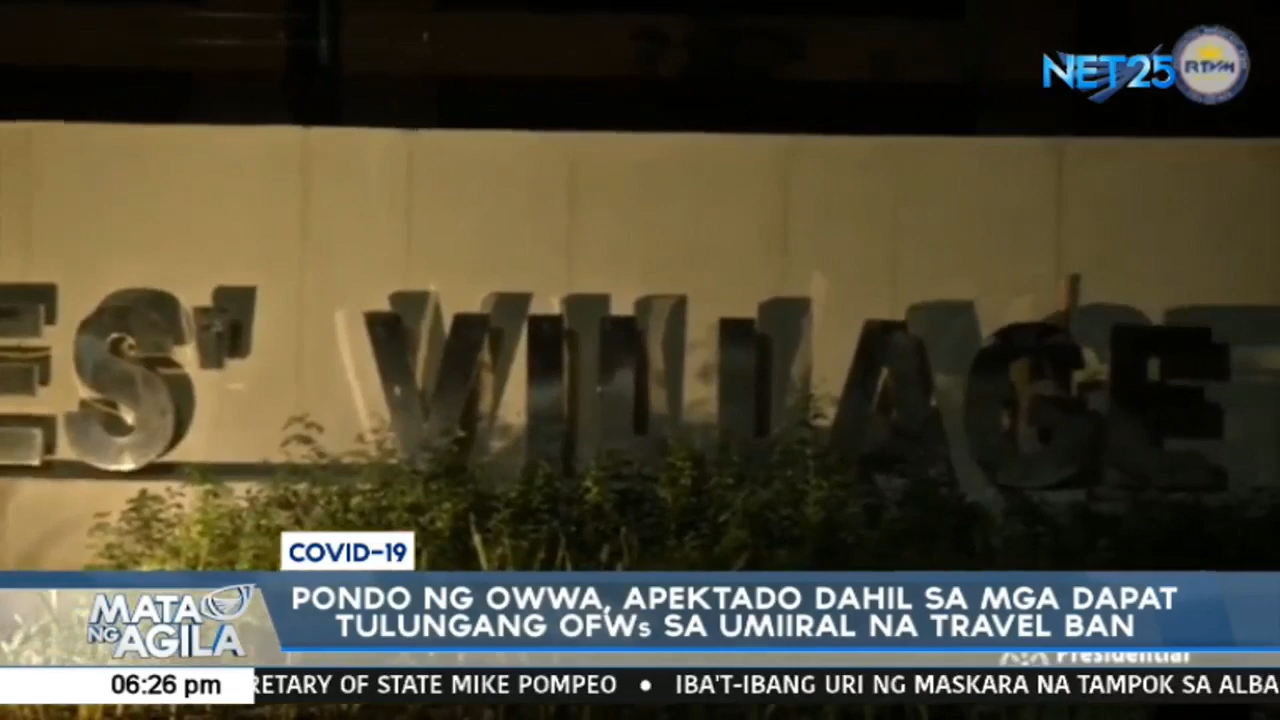 NET25
RTVM
ES' VILLAGE
COVID-19
MATA NG AGILA
PONDO NG OWWA, APEKTADO DAHIL SA MGA DAPAT
TULUNGANG OFWs SA UMIIRAL NA TRAVEL BAN
Presidential
06:26 pm
RETARY OF STATE MIKE POMPEO • IBA'T-IBANG URI NG MASKARA NA TAMPOK SA ALBA